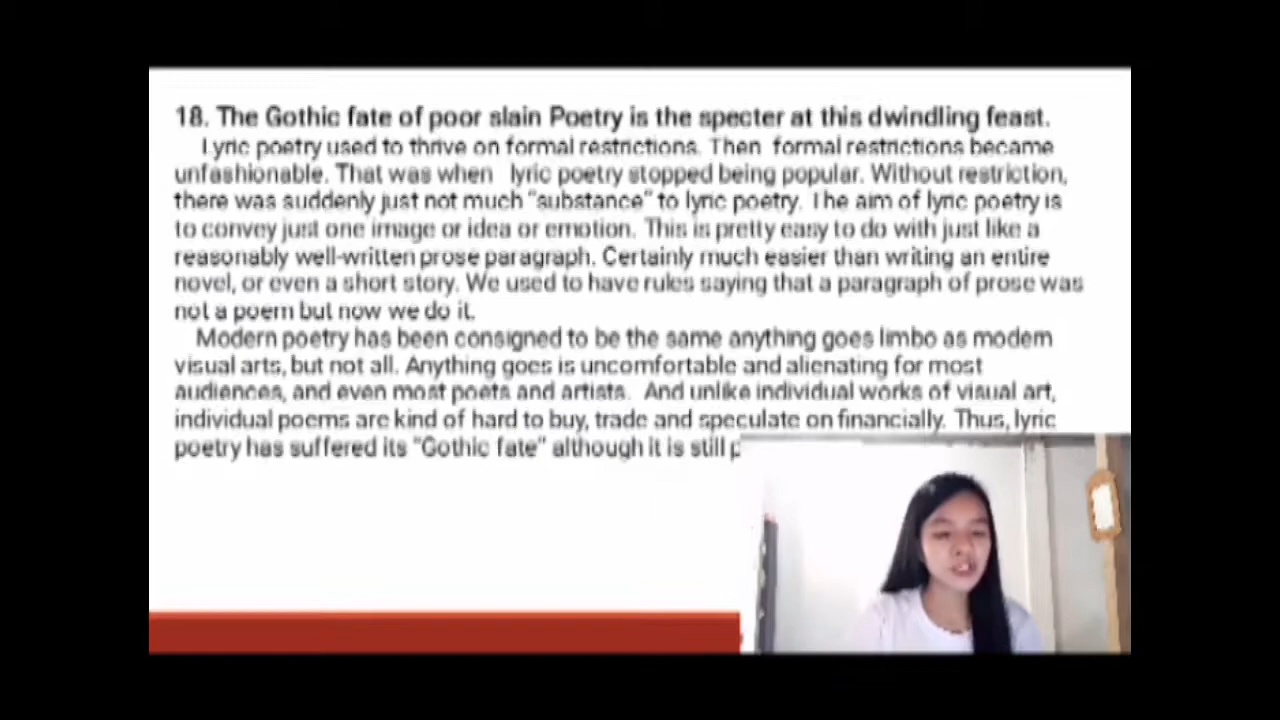 18. The Gothic fate of poor slain Poetry is the specter at this dwindling feast.
Lyric poetry used to thrive on formal restrictions. Then formal restrictions became
unfashionable. That was when lyric poetry stopped being popular. Without restriction,
there was suddenly just not much "substance" to lyric poetry. The aim of lyric poetry is
to convey just one image or idea or emotion. This is pretty easy to do with just like a
reasonably well-written prose paragraph. Certainly much easier than writing an entire
novel, or even a short story. We used to have rules saying that a paragraph of prose was
not a poem but now we do it.
Modern poetry has been consigned to be the same anything goes limbo as modern
visual arts, but not all. Anything goes is uncomfortable and alienating for most
audiences, and even most poets and artists. And unlike individual works of visual art,
individual poems are kind of hard to buy, trade and speculate on financially. Thus, lyric
poetry has suffered its "Gothic fate" although it is still